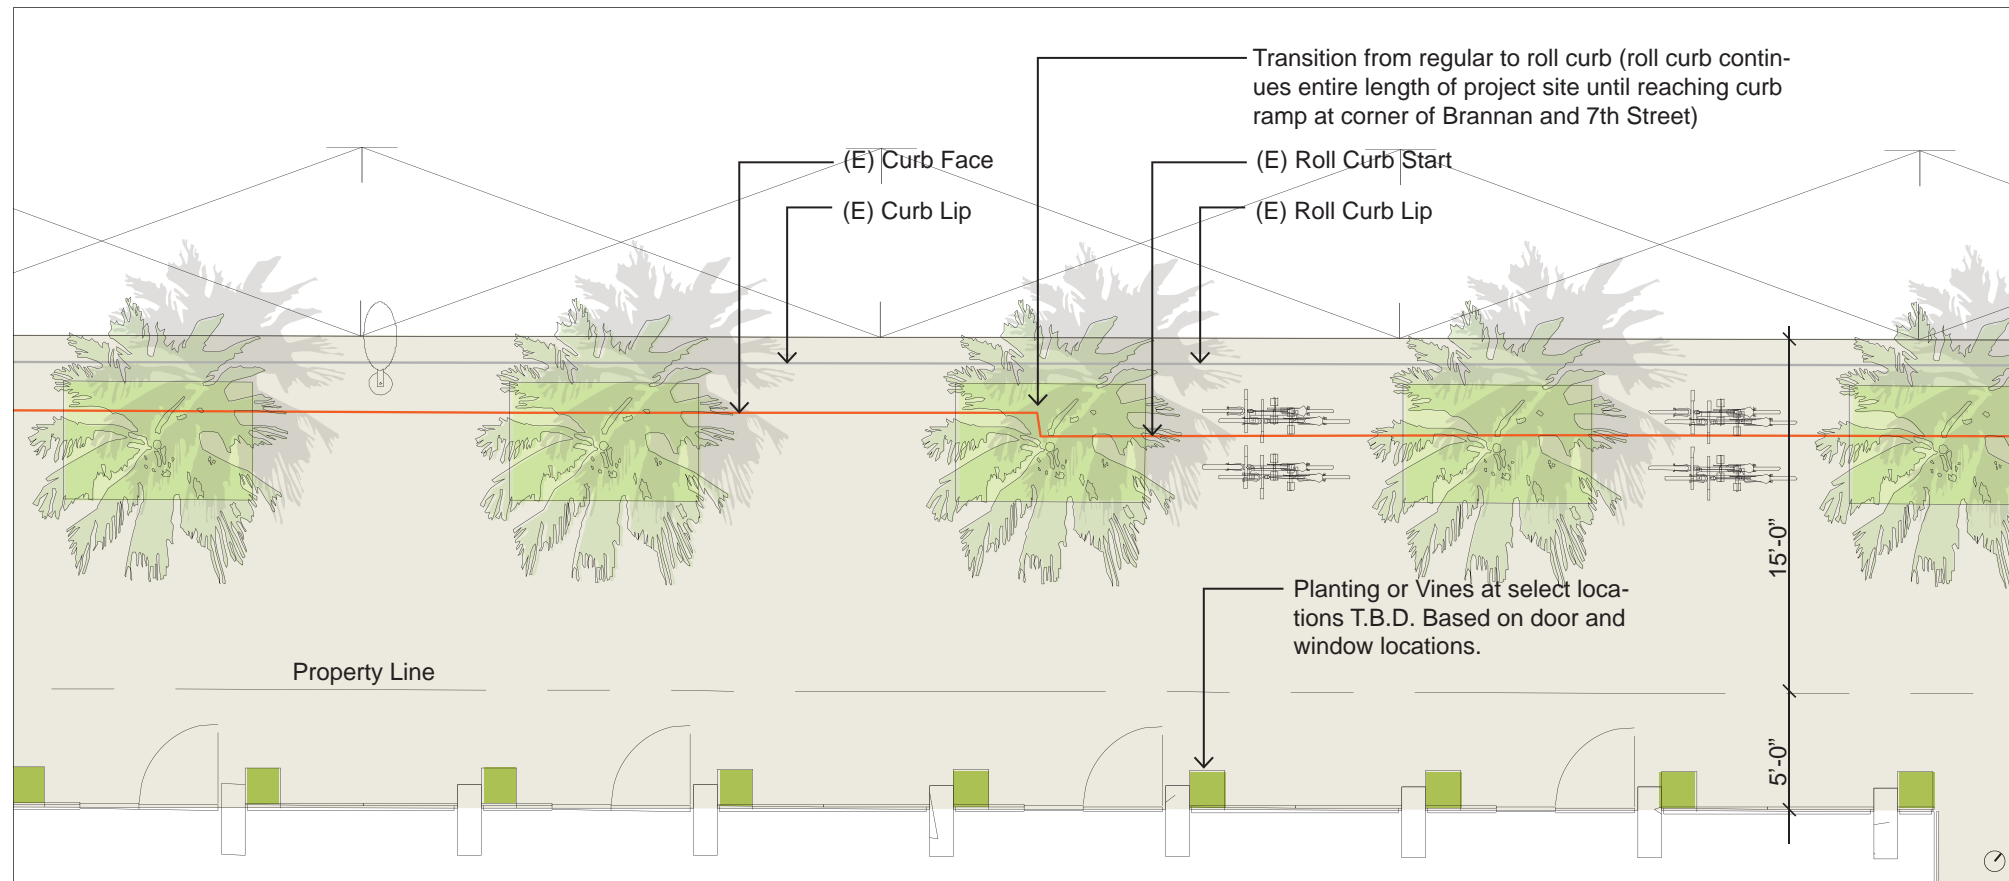 Transition from regular to roll curb (roll curb contin-
ues entire length of project site until reaching curb
ramp at corner of Brannan and 7th Street)
(E) Curb Face
(E) Roll Curb Start
(E) Curb Lip
(E) Roll Curb Lip
15’-0”
Planting or Vines at select loca-
tions T.B.D. Based on door and
window locations.
Property Line
5’-0”